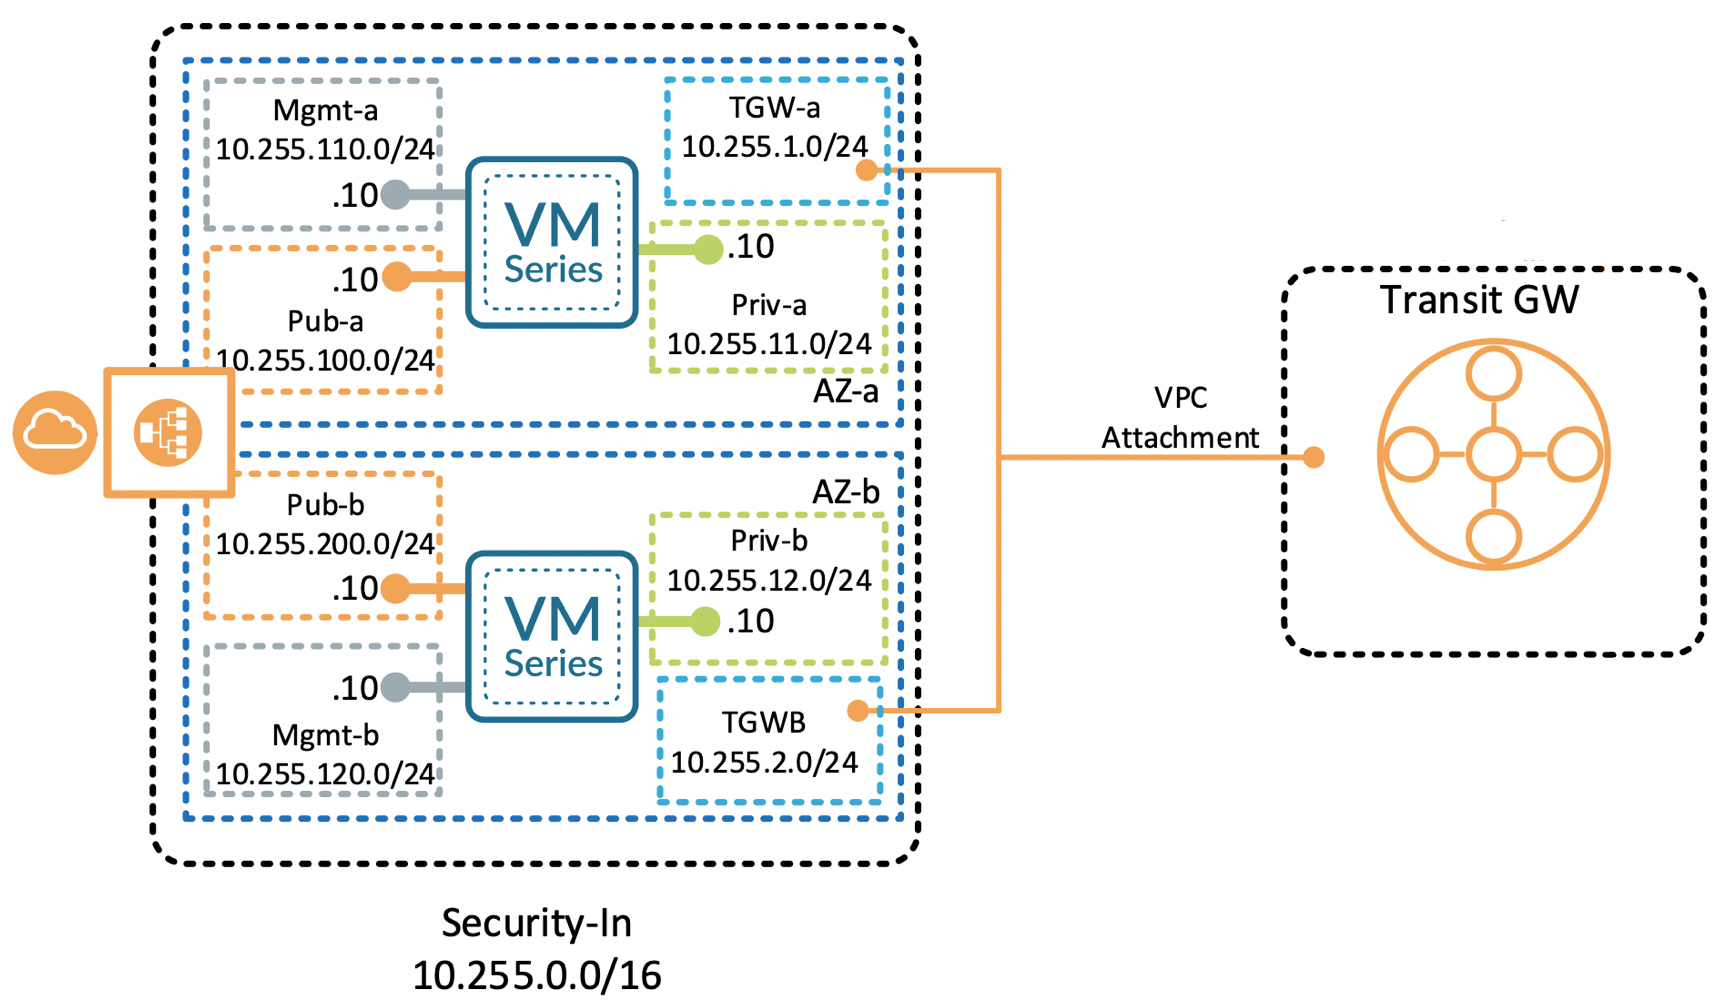 Mgmt-a
10.255.110.0/24
.10
.10
Pub-a
10.255.100.0/24
VM
Series
TGW-a
10.255.1.0/24
.10
Priv-a
10.255.11.0/24
AZ-a
Pub-b
10.255.200.0/24
.10
.10
Mgmt-b
10.255.120.0/24
VM
Series
AZ-b
Priv-b
10.255.12.0/24
.10
TGWB
10.255.2.0/24
VPC
Attachment
Transit GW
Security-In
10.255.0.0/16